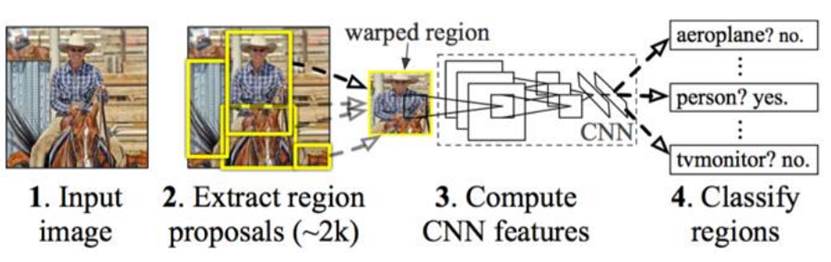 warped region
aeroplane? no.
person? yes.
CNN
tvmonitor? no.
1. Input
image
2. Extract region
proposals (~2k)
3. Compute
CNN features
4. Classify
regions